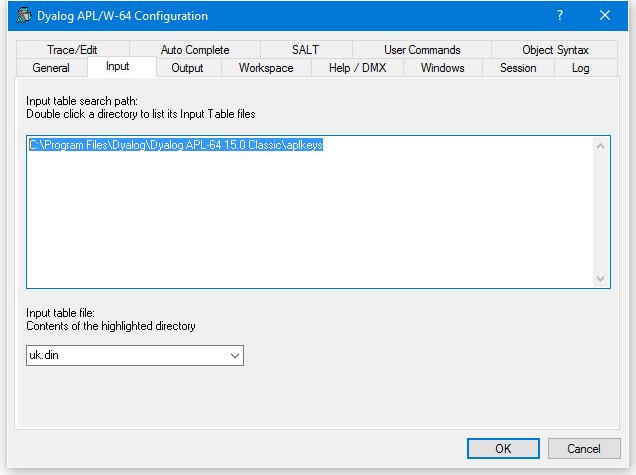 Dyalog APL/W-64 Configuration
?
Trace/Edit Auto Complete SALT User Commands Object Syntax
General Input Output Workspace Help / DMX Windows Session Log
Input table search path:
Double click a directory to list its Input Table files
C:\Program Files\Dyalog\Dyalog APL-64 15.0 Classic\aplkeys
Input table file:
Contents of the highlighted directory
uk.din
OK Cancel